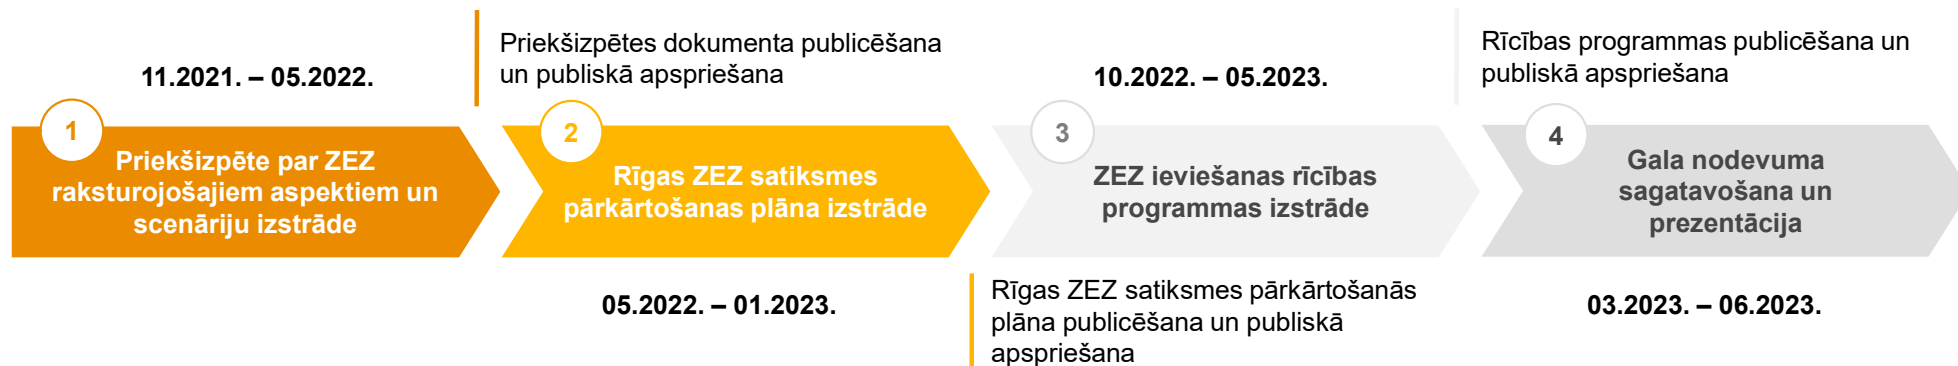 11.2021. – 05.2022.
1
Priekšizpēte par ZEZ
raksturojošajiem aspektiem un
scenāriju izstrāde
Priekšizpētes dokumenta publicēšana
un publiskā apspriešana
2
Rīgas ZEZ satiksmes
pārkārtošanas plāna izstrāde
05.2022. – 01.2023.
10.2022. – 05.2023.
3
ZEZ ieviešanas rīcības
programmas izstrāde
Rīgas ZEZ satiksmes pārkārtošanās
plāna publicēšana un publiskā
apspriešana
Rīcības programmas publicēšana un
publiskā apspriešana
4
Gala nodevuma
sagatavošana un
prezentācija
03.2023. – 06.2023.